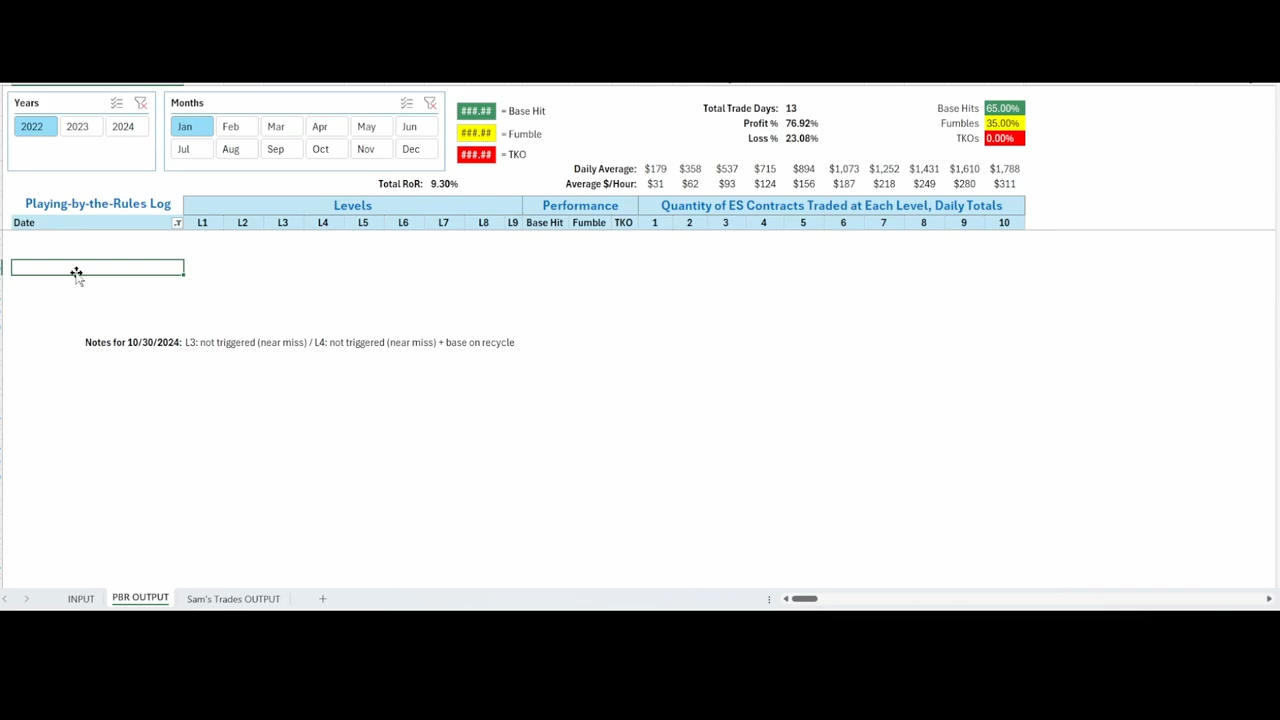 Years
2022 2023 2024
Months
Jan Feb Mar Apr May Jun
Jul Aug Sep Oct Nov Dec
###.## = Base Hit
###.## = Fumble
###.## = TKO
Total Trade Days: 13
Profit % 76.92%
Loss % 23.08%
Base Hits 65.00%
Fumbles 35.00%
TKOs 0.00%
Daily Average: $179 $358 $537 $715 $894 $1,073 $1,252 $1,431 $1,610 $1,788
Total RoR: 9.30% Average $/Hour: $31 $62 $93 $124 $156 $187 $218 $249 $280 $311
Playing-by-the-Rules Log Levels Performance Quantity of ES Contracts Traded at Each Level, Daily Totals
Date L1 L2 L3 L4 L5 L6 L7 L8 L9 Base Hit Fumble TKO 1 2 3 4 5 6 7 8 9 10
Notes for 10/30/2024: L3: not triggered (near miss) / L4: not triggered (near miss) + base on recycle
INPUT PBR OUTPUT Sam's Trades OUTPUT +